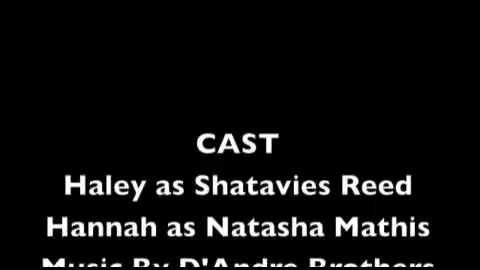 CAST
Haley as Shatavies Reed
Hannah as Natasha Mathis
Music By D'Andre Brothers